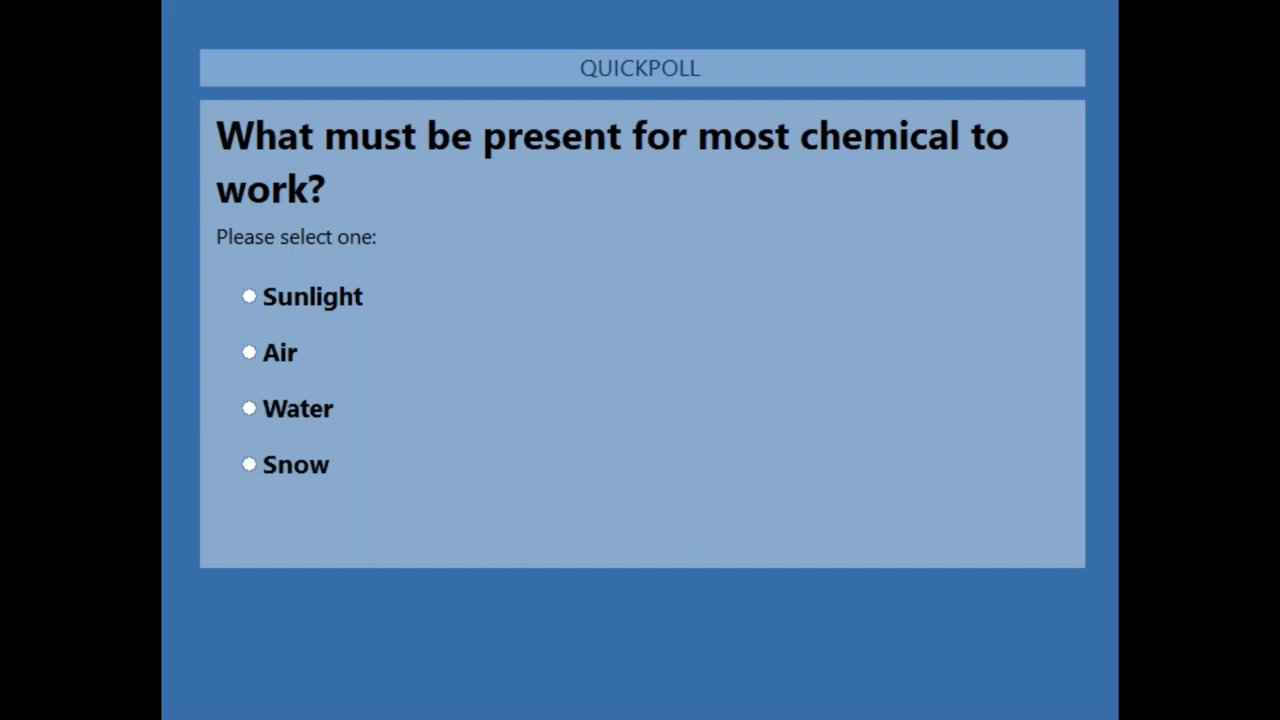 QUICKPOLL
What must be present for most chemical to
work?
Please select one:
Sunlight
Air
Water
Snow